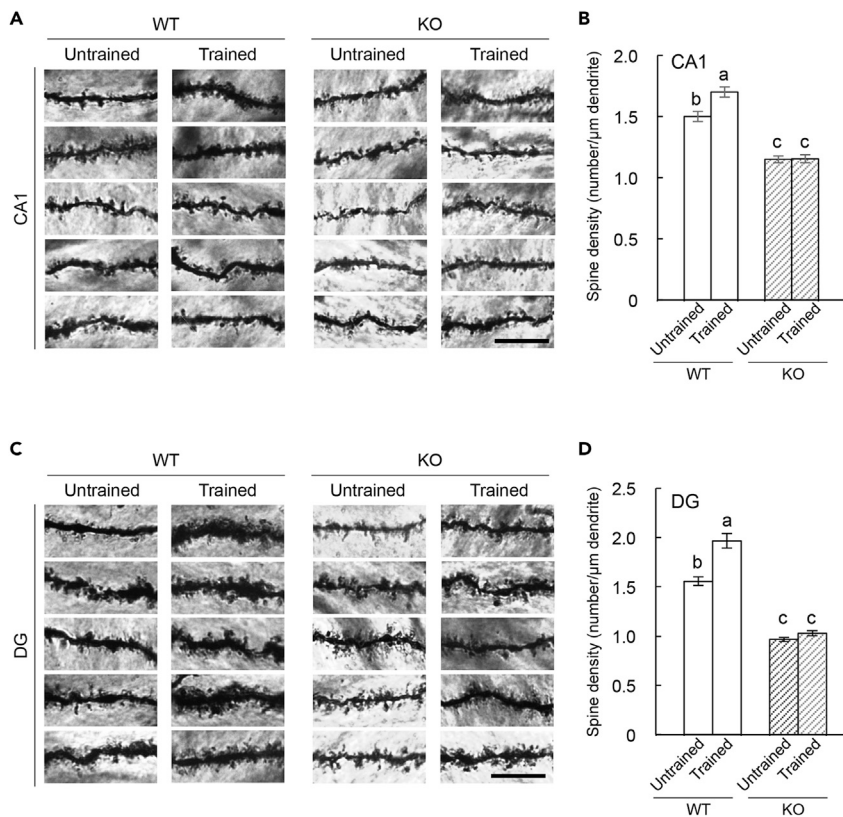 A
WT
KO
Untrained
Trained
Untrained
Trained
CA1
B
CA1
Spine density (number/μm dendrite)
2.0
1.5
1.0
1.5
0
b
a
c
c
Untrained
Trained
Untrained
Trained
WT
KO
C
WT
KO
Untrained
Trained
Untrained
Trained
DG
D
DG
Spine density (number/μm dendrite)
2.5
2.0
1.5
1.0
0.5
0
b
a
c
c
Untrained
Trained
Untrained
Trained
WT
KO